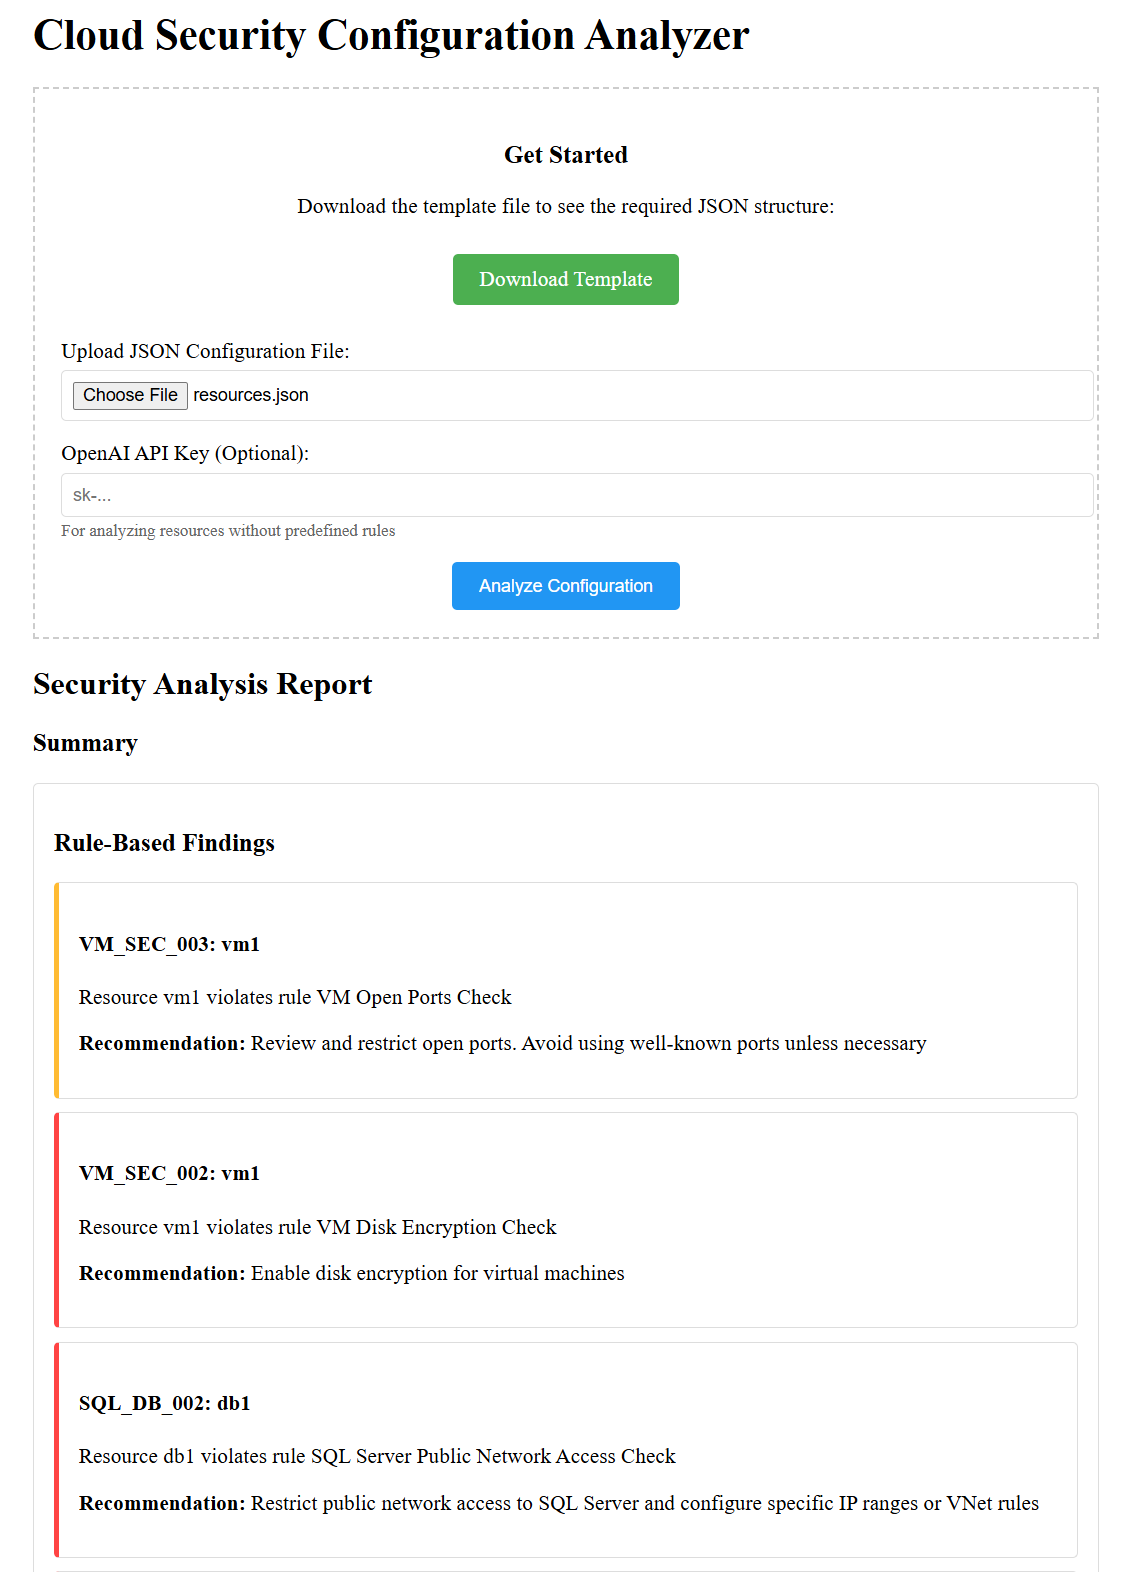 Cloud Security Configuration Analyzer
Get Started
Download the template file to see the required JSON structure:
Download Template
Upload JSON Configuration File:
Choose File resources.json
OpenAI API Key (Optional):
sk-...
For analyzing resources without predefined rules
Analyze Configuration
Security Analysis Report
Summary
Rule-Based Findings
VM_SEC_003: vm1
Resource vm1 violates rule VM Open Ports Check
Recommendation: Review and restrict open ports. Avoid using well-known ports unless necessary
VM_SEC_002: vm1
Resource vm1 violates rule VM Disk Encryption Check
Recommendation: Enable disk encryption for virtual machines
SQL_DB_002: db1
Resource db1 violates rule SQL Server Public Network Access Check
Recommendation: Restrict public network access to SQL Server and configure specific IP ranges or VNet rules